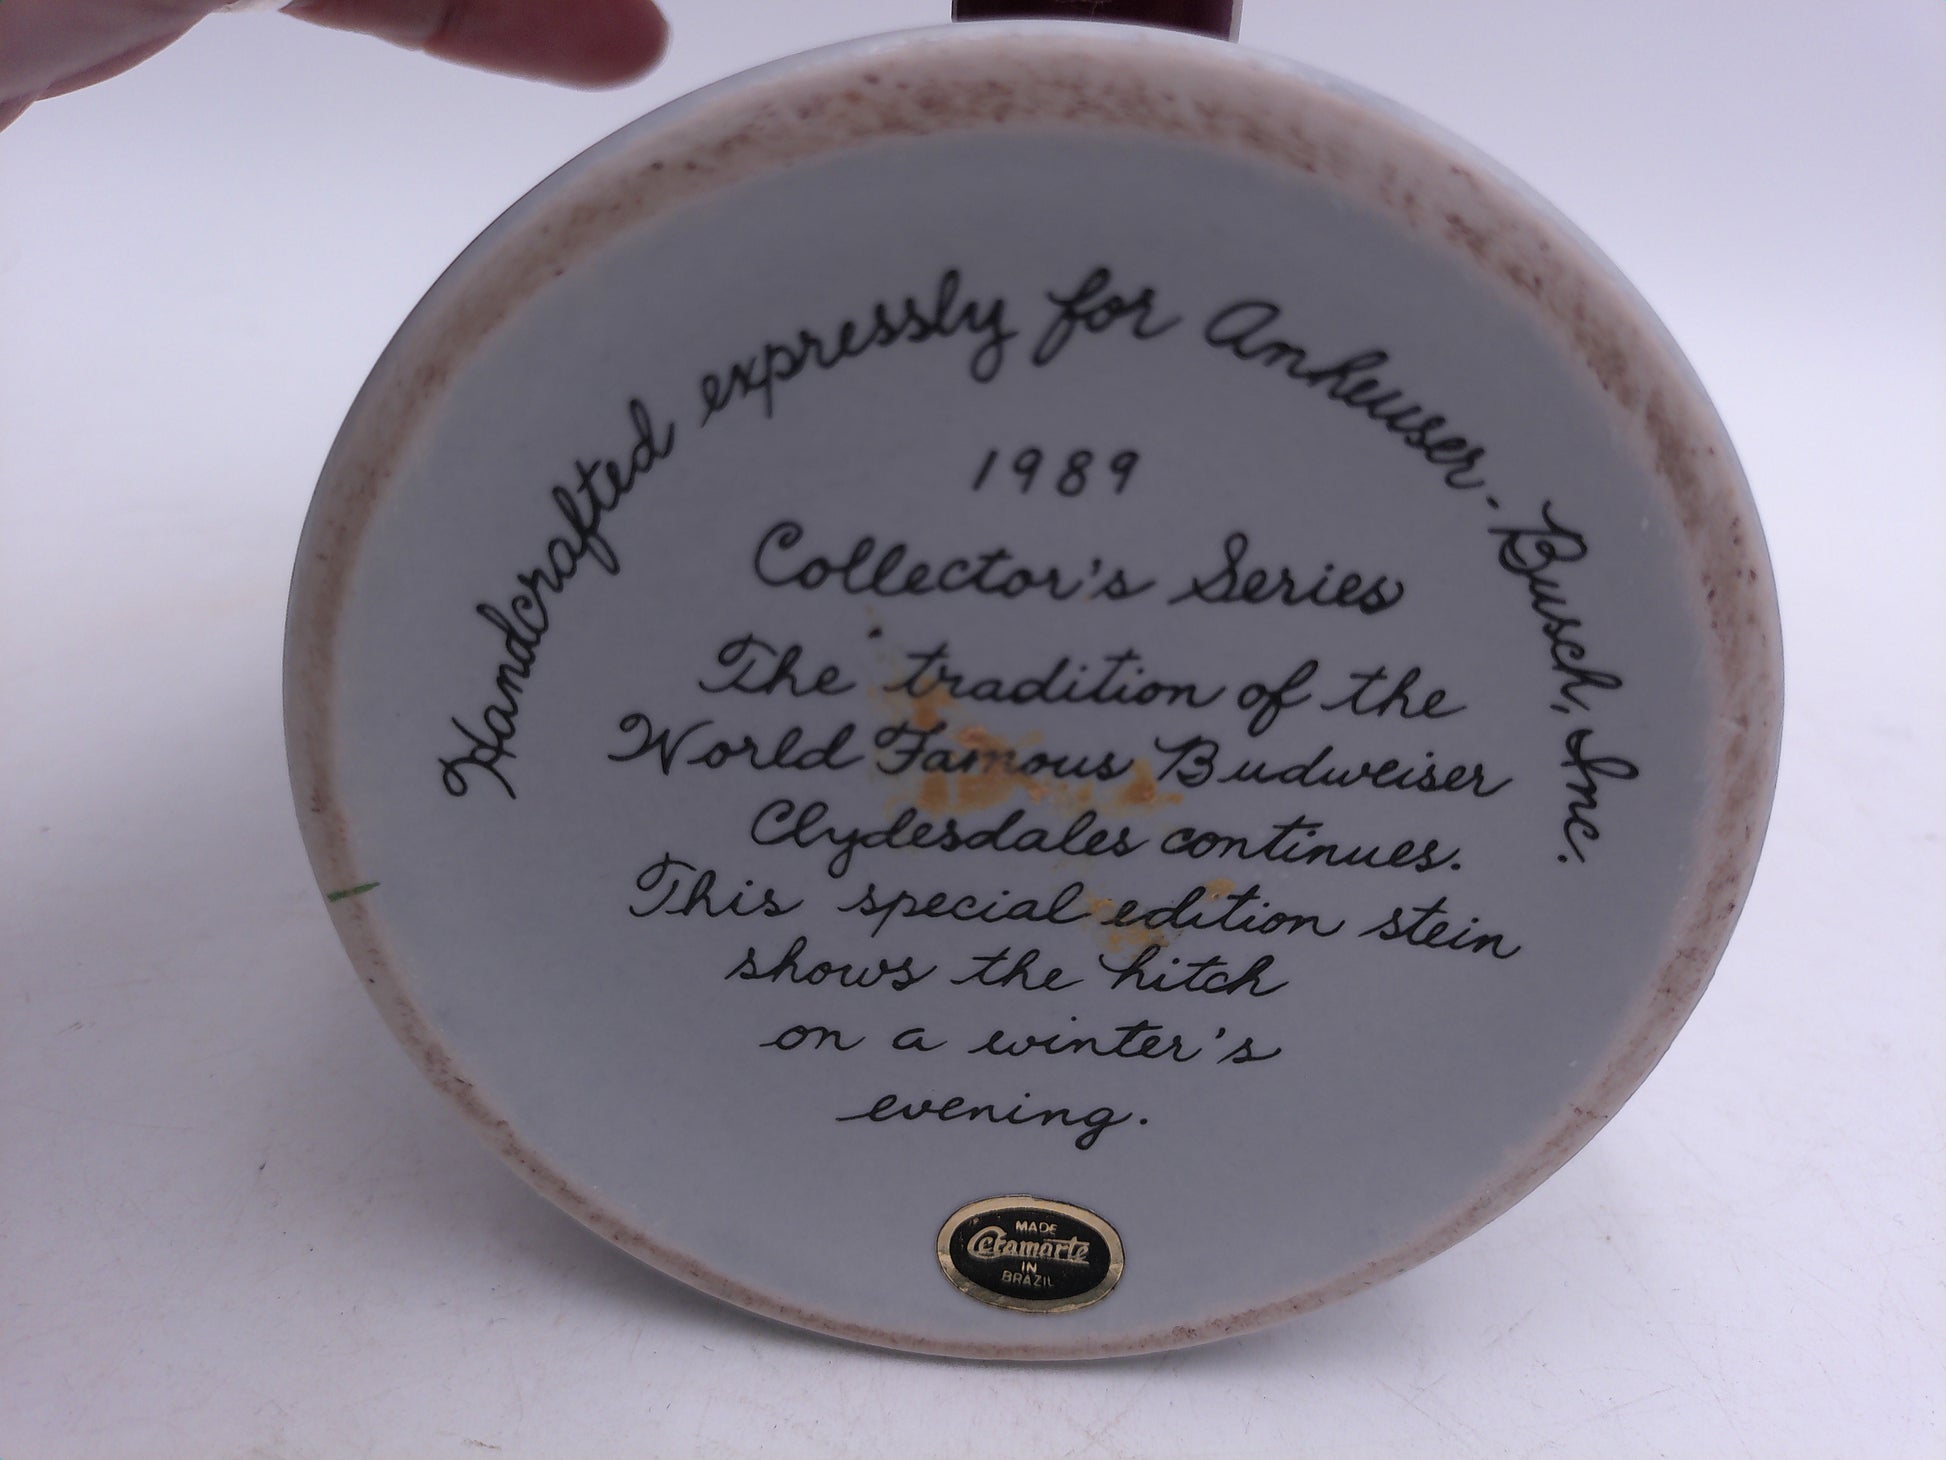 Handcrafted expressly for Anheuser-Busch, Inc.
1989
Collector's Series
The tradition of the
World Famous Budweiser
Clydesdales continues.
This special edition stein
shows the hitch
on a winter's
evening.
MADE
Ceramarte
IN
BRAZIL